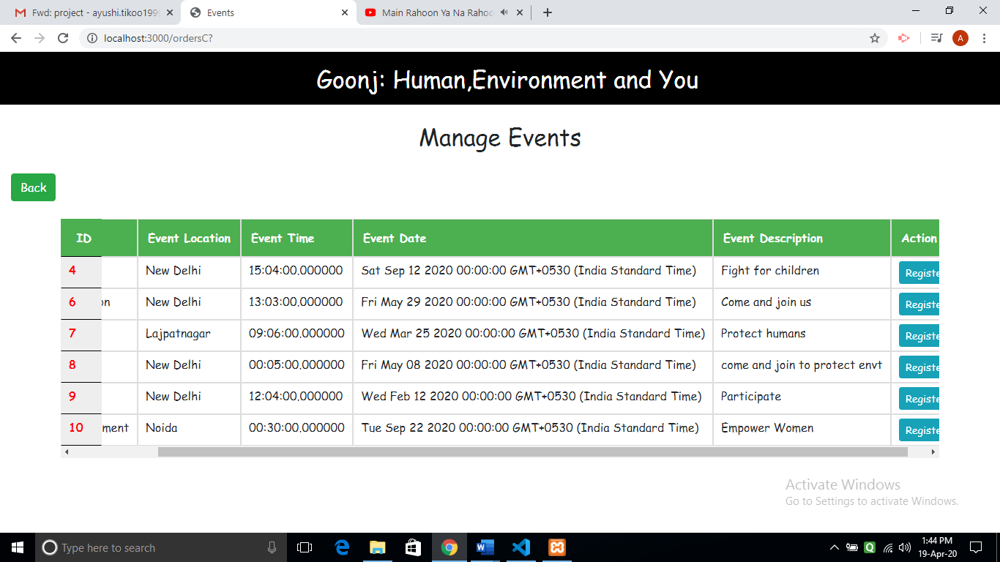 Fwd: project - ayushi.tikoo1999
Events
Main Rahoon Ya Na Rahoo
localhost:3000/ordersC?
A
Goonj: Human,Environment and You
Manage Events
Back
ID Event Location Event Time Event Date Event Description Action
4 New Delhi 15:04:00.000000 Sat Sep 12 2020 00:00:00 GMT+0530 (India Standard Time) Fight for children Registe
6 on New Delhi 13:03:00.000000 Fri May 29 2020 00:00:00 GMT+0530 (India Standard Time) Come and join us Registe
7 Lajpatnagar 09:06:00.000000 Wed Mar 25 2020 00:00:00 GMT+0530 (India Standard Time) Protect humans Registe
8 New Delhi 00:05:00.000000 Fri May 08 2020 00:00:00 GMT+0530 (India Standard Time) come and join to protect envt Registe
9 New Delhi 12:04:00.000000 Wed Feb 12 2020 00:00:00 GMT+0530 (India Standard Time) Participate Registe
10 ment Noida 00:30:00.000000 Tue Sep 22 2020 00:00:00 GMT+0530 (India Standard Time) Empower Women Registe
Activate Windows
Go to Settings to activate Windows.
Type here to search
1:44 PM
19-Apr-20